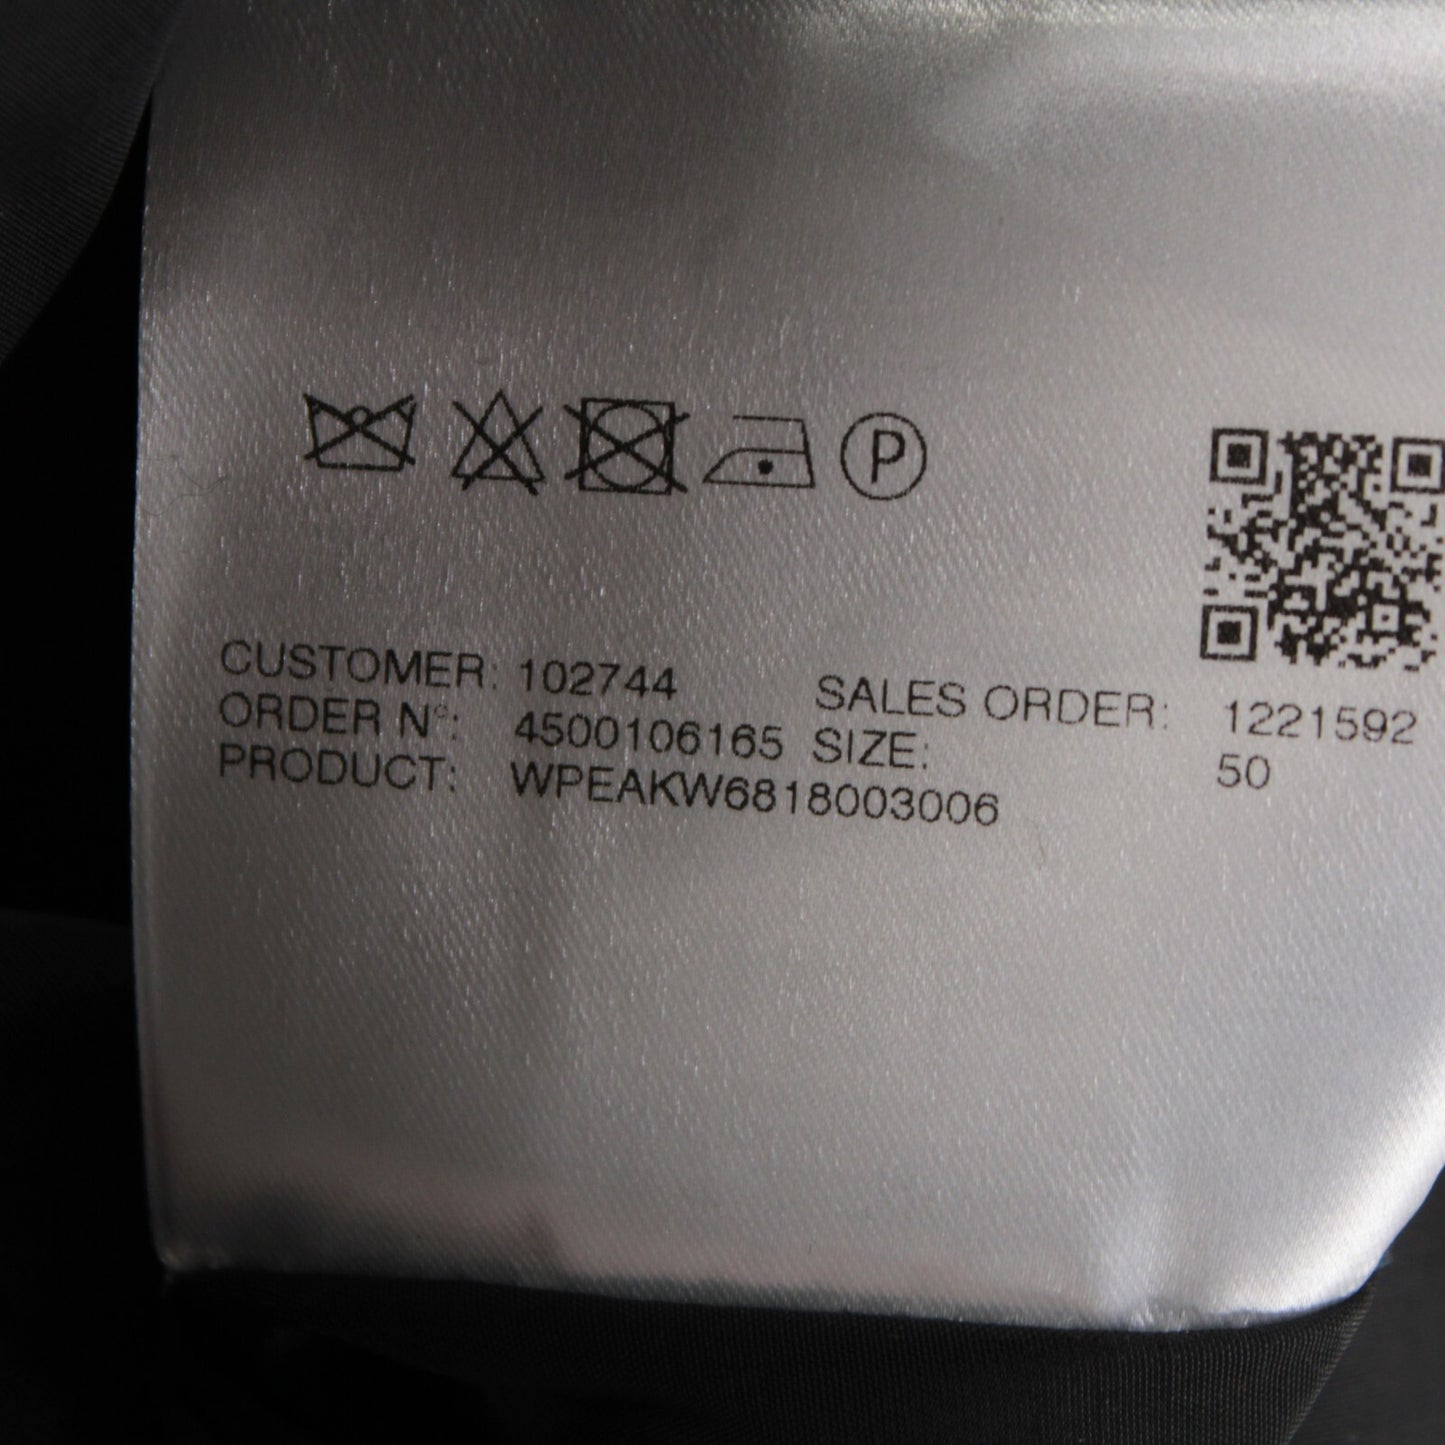 P
CUSTOMER: 102744 SALES ORDER: 1221592
ORDER N°: 4500106165 SIZE: 50
PRODUCT: WPEAKW6818003006